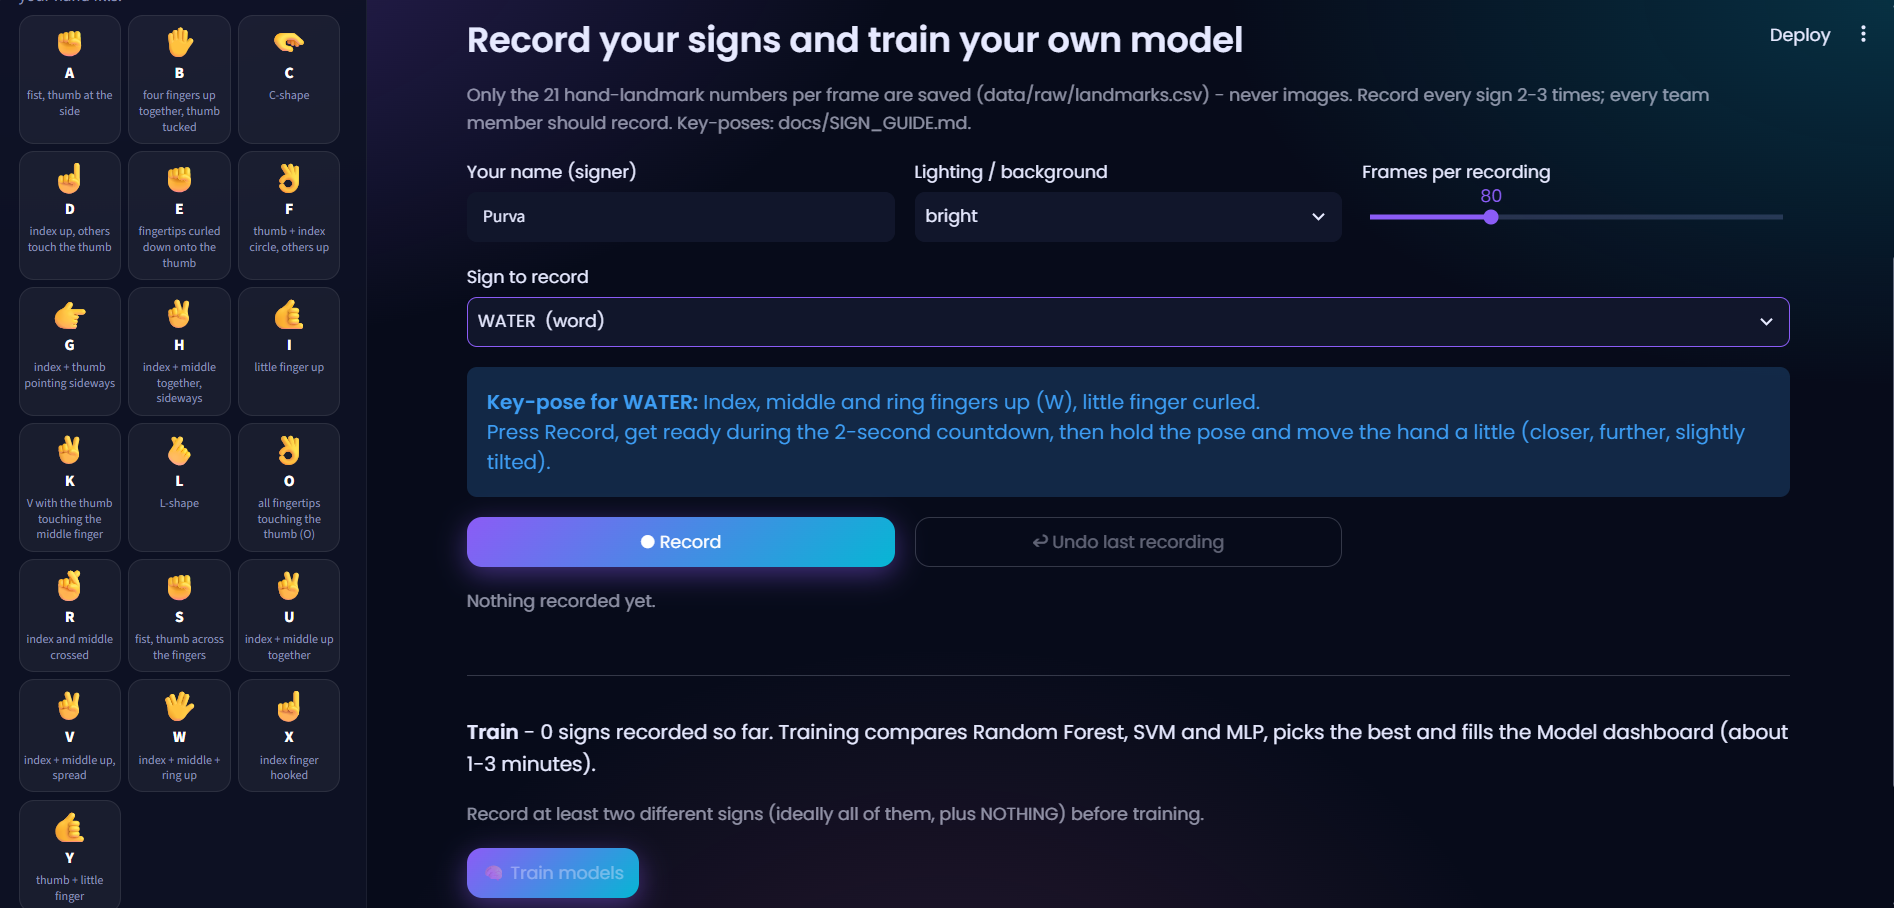 your hand like:
A
fist, thumb at the
side
B
four fingers up
together, thumb
tucked
C
C-shape
D
index up, others
touch the thumb
E
fingertips curled
down onto the
thumb
F
thumb + index
circle, others up
G
index + thumb
pointing sideways
H
index + middle
together,
sideways
I
little finger up
K
V with the thumb
touching the
middle finger
L
L-shape
O
all fingertips
touching the
thumb (O)
R
index and middle
crossed
S
fist, thumb across
the fingers
U
index + middle up
together
V
index + middle up,
spread
W
index + middle +
ring up
X
index finger
hooked
Y
thumb + little
finger
Deploy
Record your signs and train your own model
Only the 21 hand-landmark numbers per frame are saved (data/raw/landmarks.csv) - never images. Record every sign 2-3 times; every team
member should record. Key-poses: docs/SIGN_GUIDE.md.
Your name (signer)
Purva
Lighting / background
bright
Frames per recording
80
Sign to record
WATER (word)
Key-pose for WATER: Index, middle and ring fingers up (W), little finger curled.
Press Record, get ready during the 2-second countdown, then hold the pose and move the hand a little (closer, further, slightly
tilted).
Record
Undo last recording
Nothing recorded yet.
Train - 0 signs recorded so far. Training compares Random Forest, SVM and MLP, picks the best and fills the Model dashboard (about
1-3 minutes).
Record at least two different signs (ideally all of them, plus NOTHING) before training.
Train models